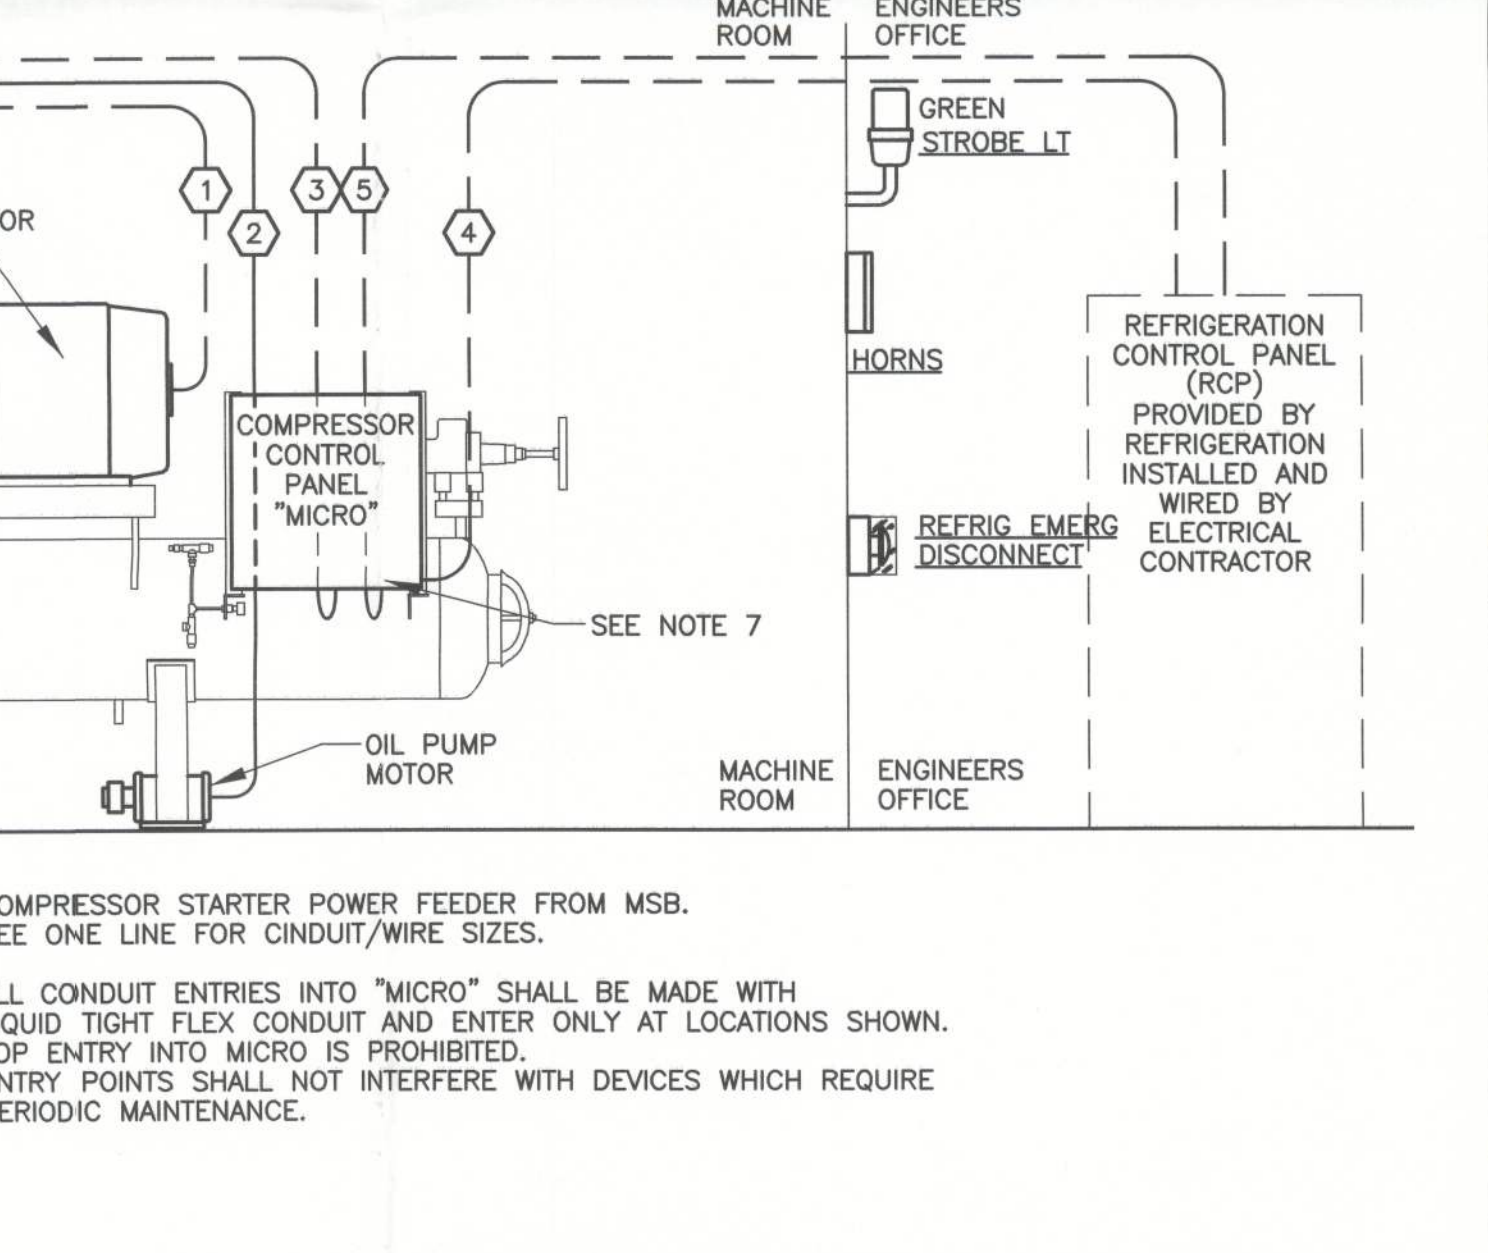 MACHINE
ROOM
ENGINEERS
OFFICE
GREEN
STROBE LT
1
3
5
2
4
OR
HORNS
COMPRESSOR
CONTROL
PANEL
"MICRO"
REFRIGERATION
CONTROL PANEL
(RCP)
PROVIDED BY
REFRIGERATION
INSTALLED AND
WIRED BY
ELECTRICAL
CONTRACTOR
REFRIG EMERG
DISCONNECT
SEE NOTE 7
OIL PUMP
MOTOR
MACHINE
ROOM
ENGINEERS
OFFICE
OMPRESSOR STARTER POWER FEEDER FROM MSB.
EE ONE LINE FOR CINDUIT/WIRE SIZES.
LL CONDUIT ENTRIES INTO "MICRO" SHALL BE MADE WITH
IQUID TIGHT FLEX CONDUIT AND ENTER ONLY AT LOCATIONS SHOWN.
OP ENTRY INTO MICRO IS PROHIBITED.
NTRY POINTS SHALL NOT INTERFERE WITH DEVICES WHICH REQUIRE
ERIODIC MAINTENANCE.